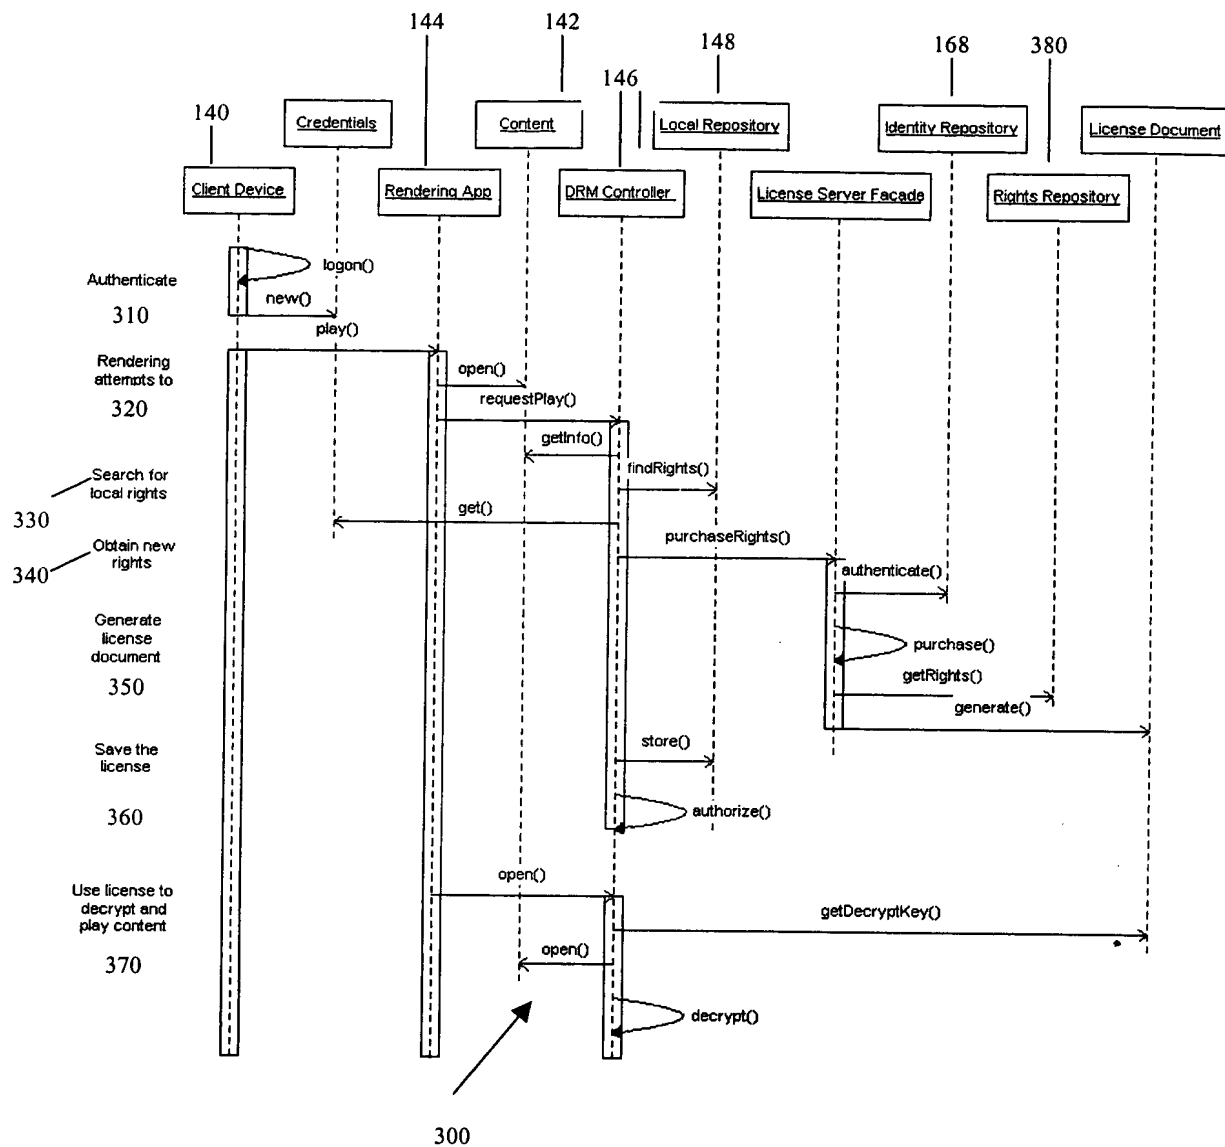 144
142
148
168
380
140
146
Credentials
Content
Local Repository
Identity Repository
License Document
Client Device
Rendering App
DRM Controller
License Server Facade
Rights Repository
logon()
Authenticate
310
new()
play()
Rendering
attempts to
320
open()
requestPlay()
getInfo()
findRights()
Search for
local rights
330
get()
Obtain new
rights
340
purchaseRights()
authenticate()
Generate
license
document
350
purchase()
getRights()
generate()
Save the
license
360
store()
authorize()
Use license to
decrypt and
play content
370
open()
getDecryptKey()
open()
decrypt()
300